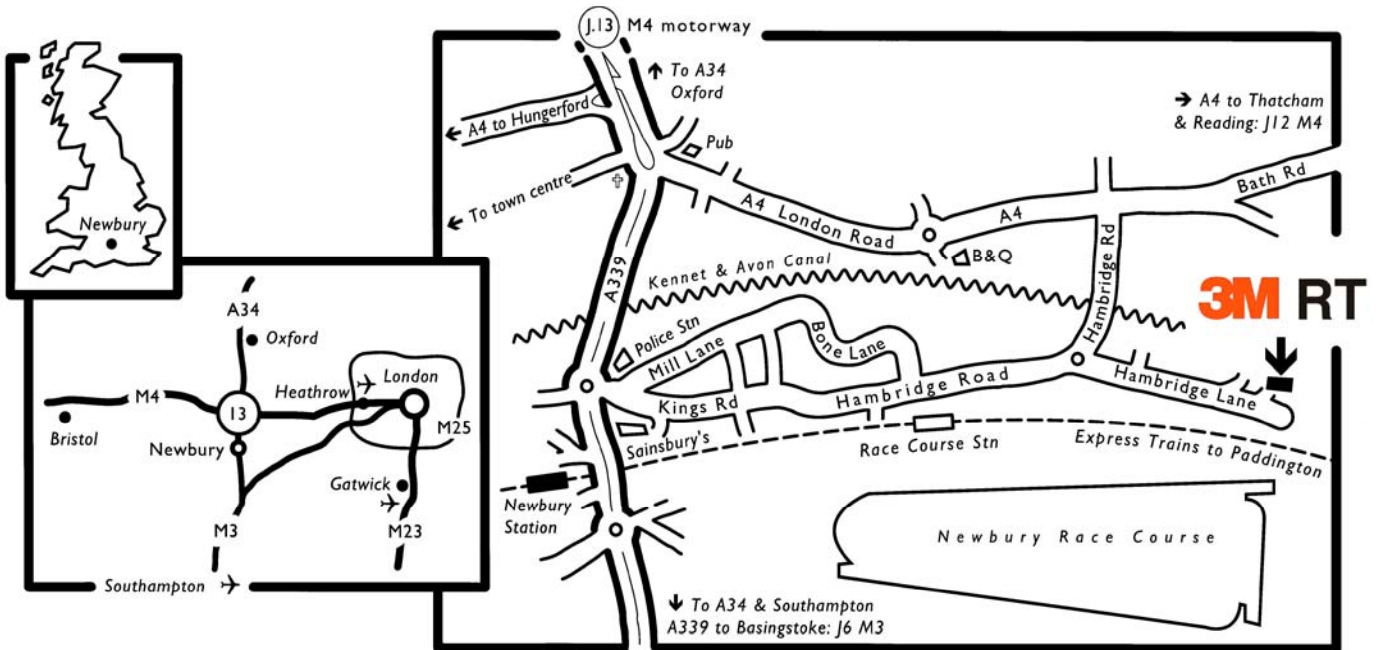 Newbury
A34
Oxford
M4
13
Heathrow
London
M25
Bristol
Newbury
Gatwick
M3
M23
Southampton
J.13 M4 motorway
To A34
Oxford
A4 to Hungerford
A4 to Thatcham
& Reading: J12 M4
Pub
To town centre
A4 London Road
A4
Bath Rd
B&Q
Hambridge Rd
A339
Kennet & Avon Canal
3M RT
Police Stn
Mill Lane
Bone Lane
Kings Rd
Hambridge Road
Hambridge Lane
Sainsbury's
Race Course Stn
Express Trains to Paddington
Newbury
Station
Newbury Race Course
To A34 & Southampton
A339 to Basingstoke: J6 M3